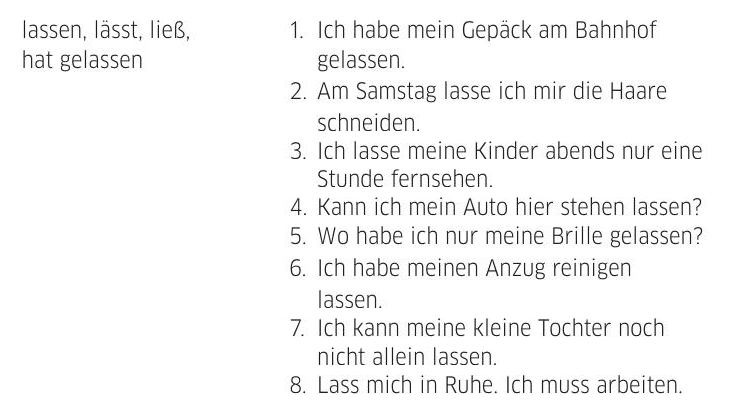 lassen, lässt, ließ,
hat gelassen
1. Ich habe mein Gepäck am Bahnhof
gelassen.
2. Am Samstag lasse ich mir die Haare
schneiden.
3. Ich lasse meine Kinder abends nur eine
Stunde fernsehen.
4. Kann ich mein Auto hier stehen lassen?
5. Wo habe ich nur meine Brille gelassen?
6. Ich habe meinen Anzug reinigen
lassen.
7. Ich kann meine kleine Tochter noch
nicht allein lassen.
8. Lass mich in Ruhe. Ich muss arbeiten.